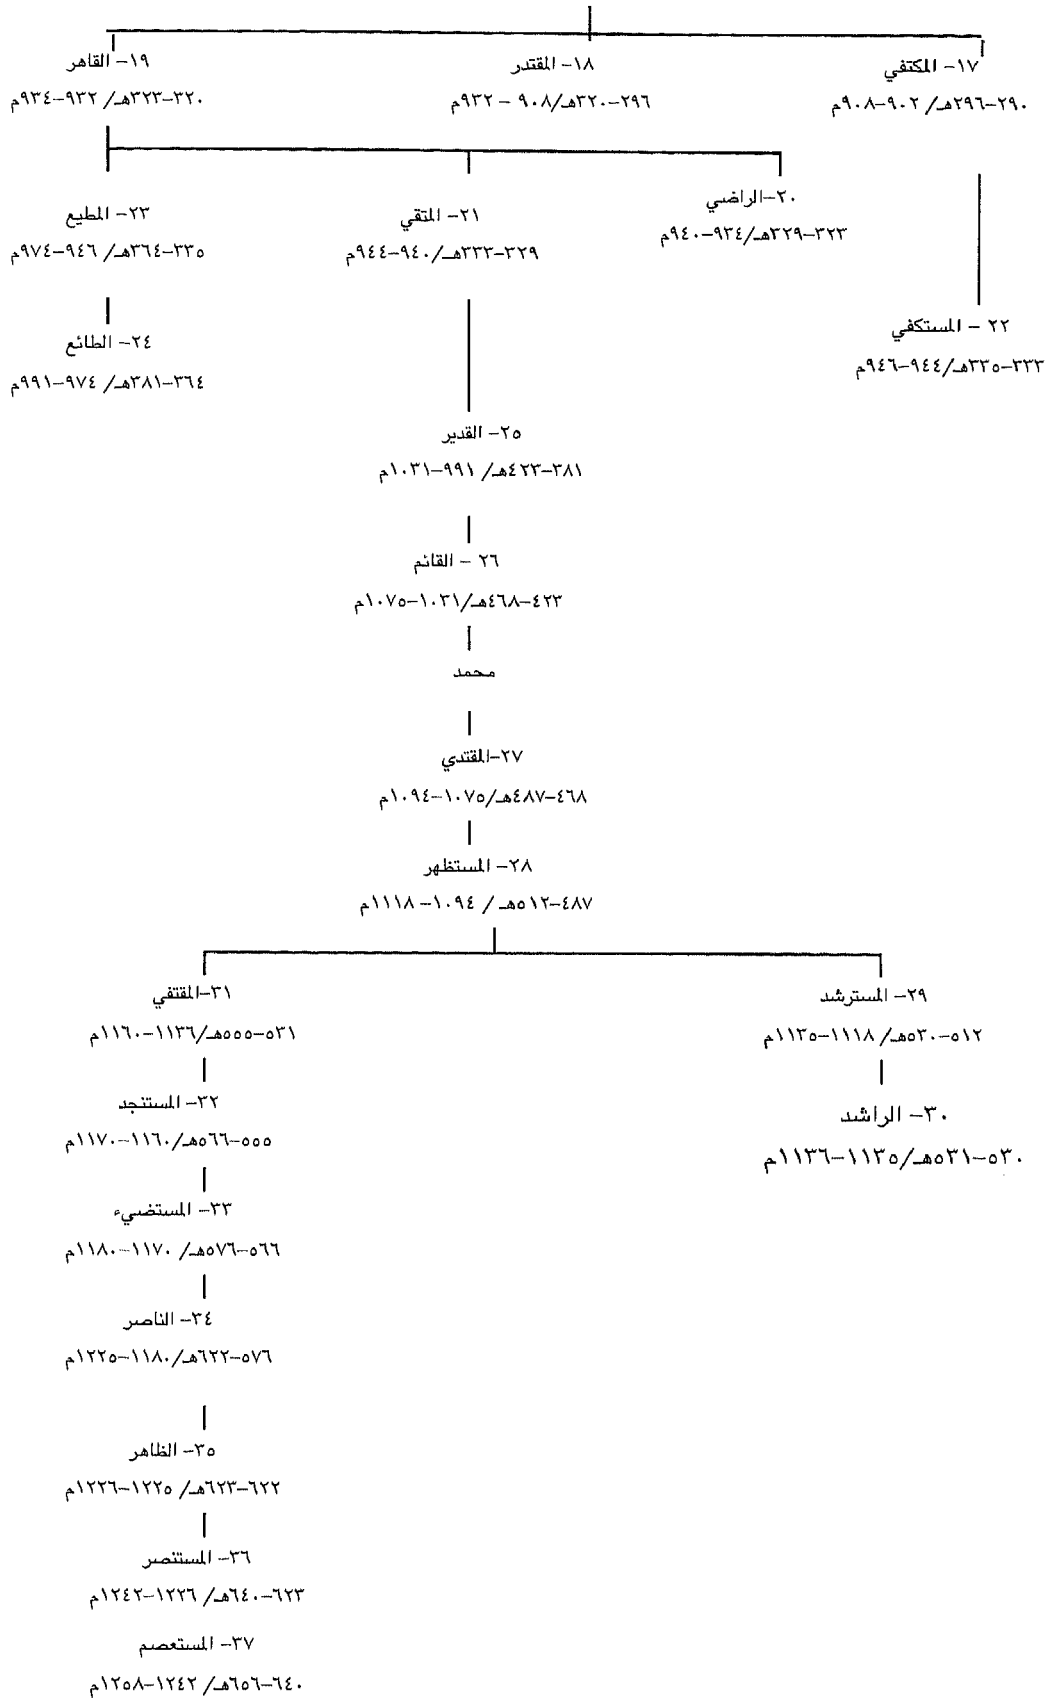 ١٧- المكتفي
٢٩٠-٢٩٦هـ/ ٩٠٢-٩٠٨م
١٨- المقتدر
٢٩٦-٣٢٠هـ/٩٠٨ - ٩٣٢م
١٩- القاهر
٣٢٠-٣٢٣هـ/ ٩٣٢-٩٣٤م
٢٠-الراضي
٣٢٣-٣٢٩هـ/٩٣٤-٩٤٠م
٢١- المتقي
٣٢٩-٣٣٣هـ/٩٤٠-٩٤٤م
٢٣- المطيع
٣٣٥-٣٦٤هـ/ ٩٤٦-٩٧٤م
٢٢ - المستكفي
٣٣٣-٣٣٥هـ/٩٤٤-٩٤٦م
٢٤- الطائع
٣٦٤-٣٨١هـ/ ٩٧٤-٩٩١م
٢٥- القدير
٣٨١-٤٢٣هـ/ ٩٩١-١٠٣١م
٢٦ - القائم
٤٢٣-٤٦٨هـ/١٠٣١-١٠٧٥م
محمد
٢٧-المقتدي
٤٦٨-٤٨٧هـ/١٠٧٥-١٠٩٤م
٢٨- المستظهر
٤٨٧-٥١٢هـ / ١٠٩٤-١١١٨م
٢٩- المسترشد
٥١٢-٥٣٠هـ/ ١١١٨-١١٣٥م
٣٠- الراشد
٥٣٠-٥٣١هـ/١١٣٥-١١٣٦م
٣١-المقتفي
٥٣١-٥٥٥هـ/١١٣٦-١١٦٠م
٣٢- المستنجد
٥٥٥-٥٦٦هـ/١١٦٠-١١٧٠م
٣٣- المستضيء
٥٦٦-٥٧٦هـ/ ١١٧٠-١١٨٠م
٣٤- الناصر
٥٧٦-٦٢٢هـ/١١٨٠-١٢٢٥م
٣٥- الظاهر
٦٢٢-٦٢٣هـ/ ١٢٢٥-١٢٢٦م
٣٦- المستنصر
٦٢٣-٦٤٠هـ/ ١٢٢٦-١٢٤٢م
٣٧- المستعصم
٦٤٠-٦٥٦هـ/ ١٢٤٢-١٢٥٨م